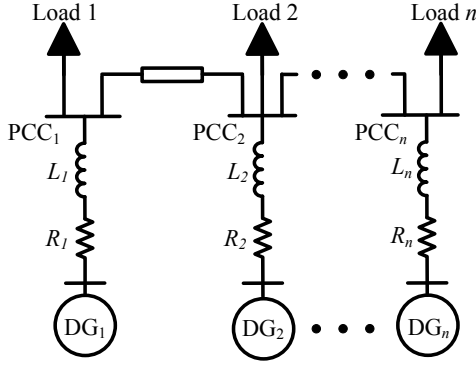 Load 1
Load 2
Load n
PCC₁
PCC₂
PCCₙ
L₁
L₂
Lₙ
R₁
R₂
Rₙ
DG₁
DG₂
DGₙ